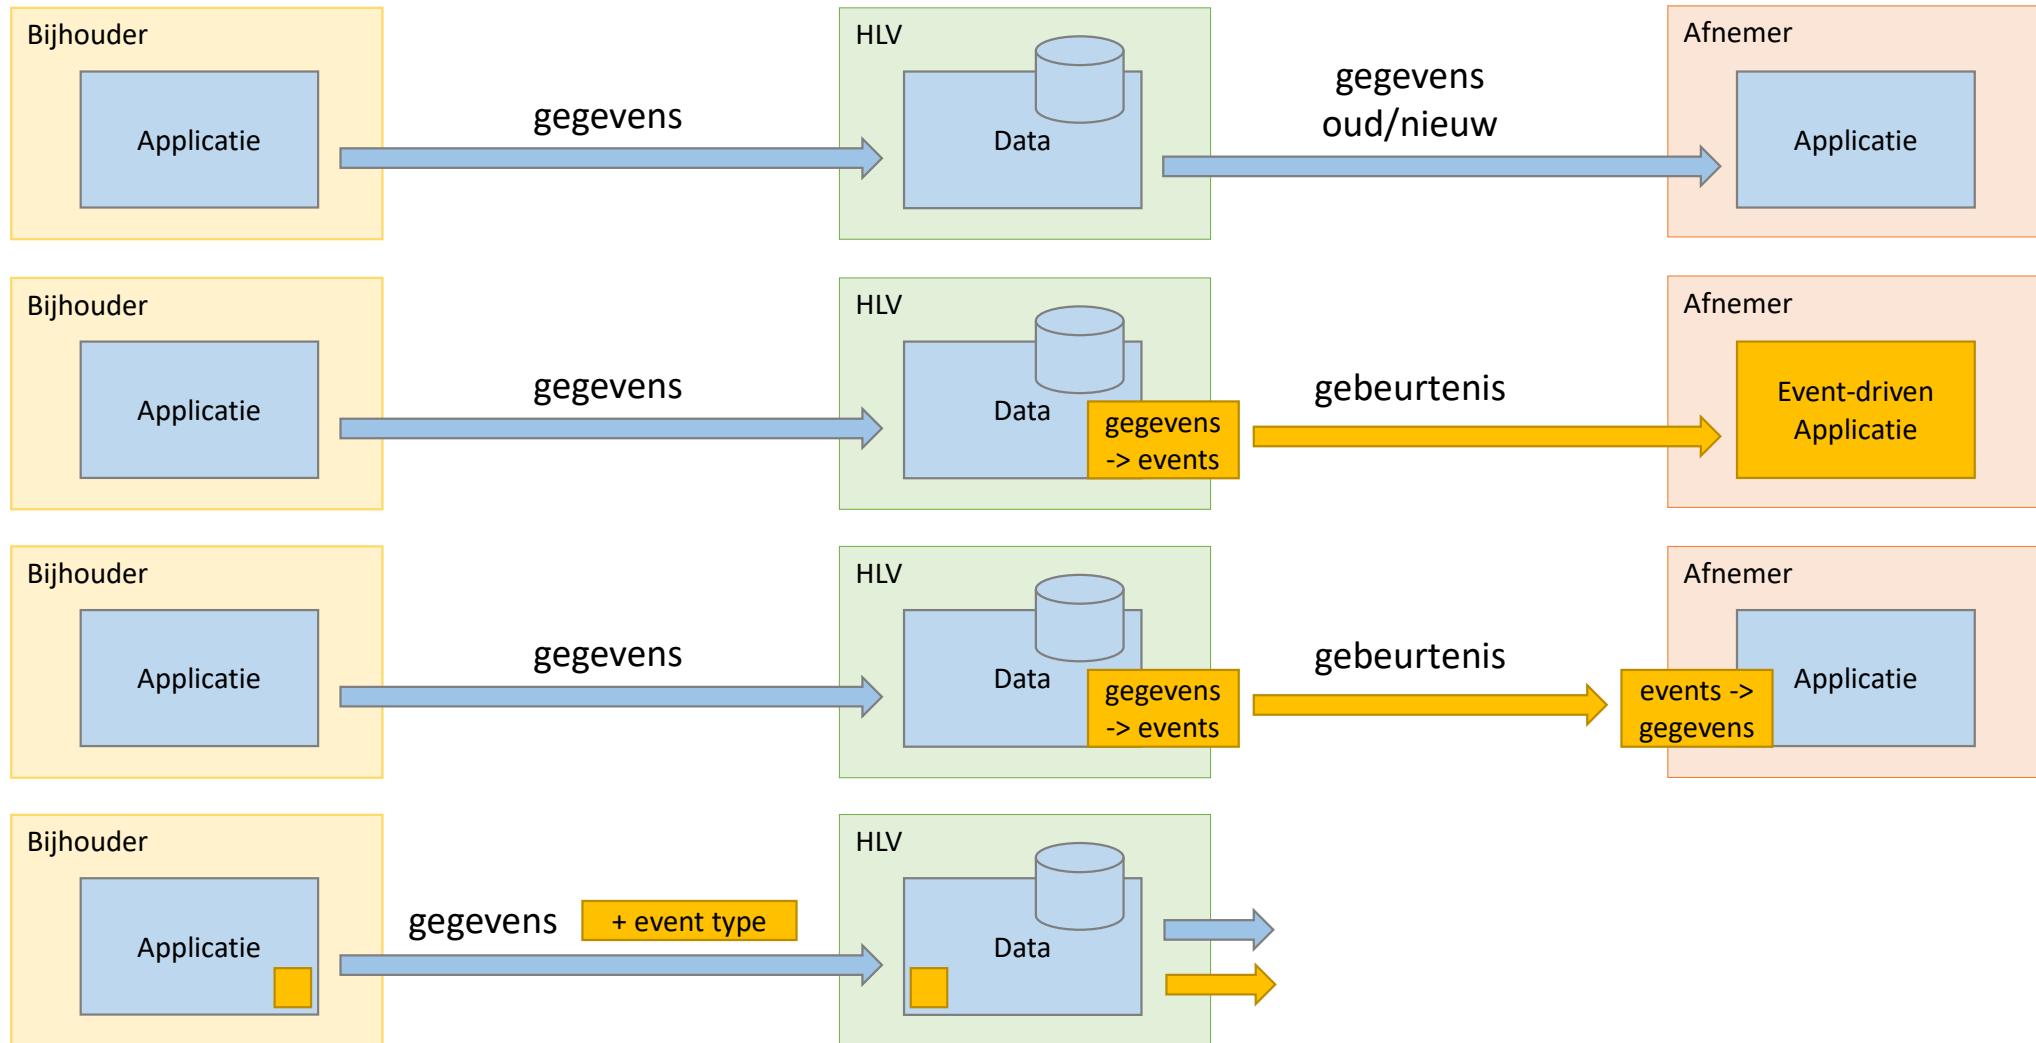 Bijhouder
HLV
Afnemer
Applicatie
gegevens
Data
gegevens
oud/nieuw
Applicatie
Bijhouder
HLV
Afnemer
Applicatie
gegevens
Data
gegevens
-> events
gebeurtenis
Event-driven
Applicatie
Bijhouder
HLV
Afnemer
Applicatie
gegevens
Data
gegevens
-> events
gebeurtenis
events ->
gegevens
Applicatie
Bijhouder
HLV
Applicatie
gegevens
+ event type
Data